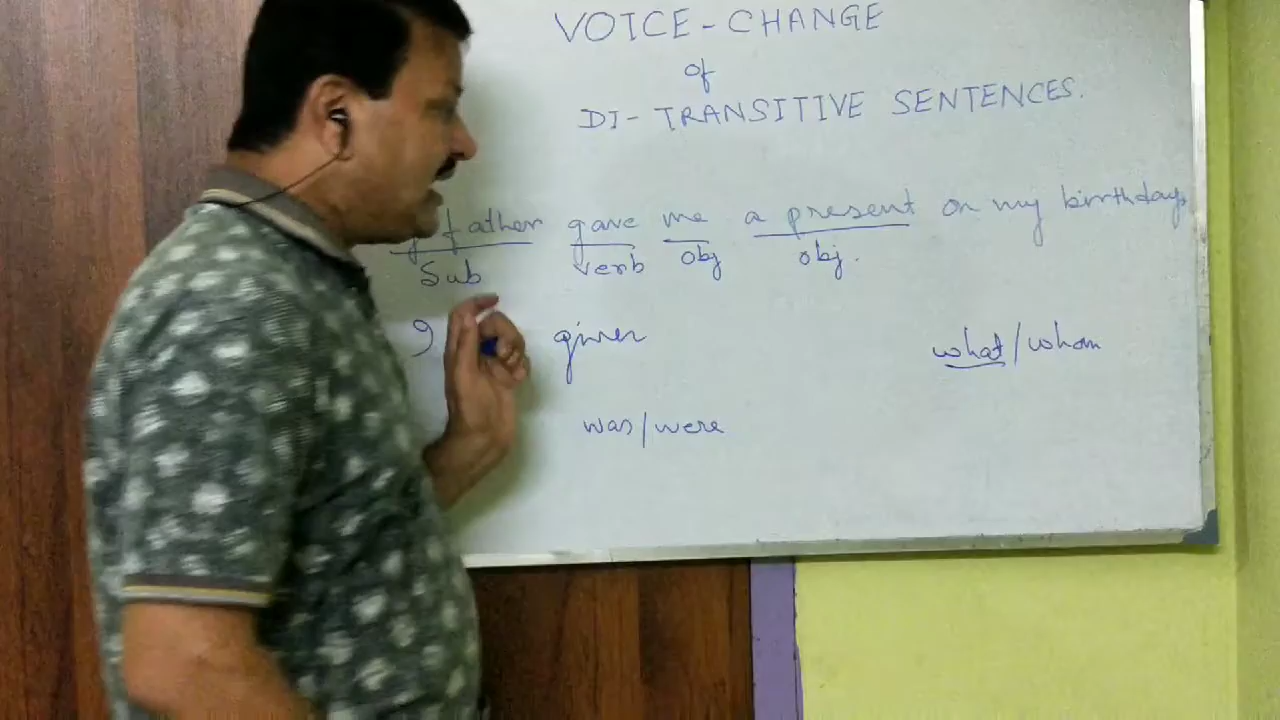 VOICE-CHANGE
of
DI-TRANSITIVE SENTENCES.
father gave me a present on my birthday.
Sub verb obj obj.
I given what/whom
was/were